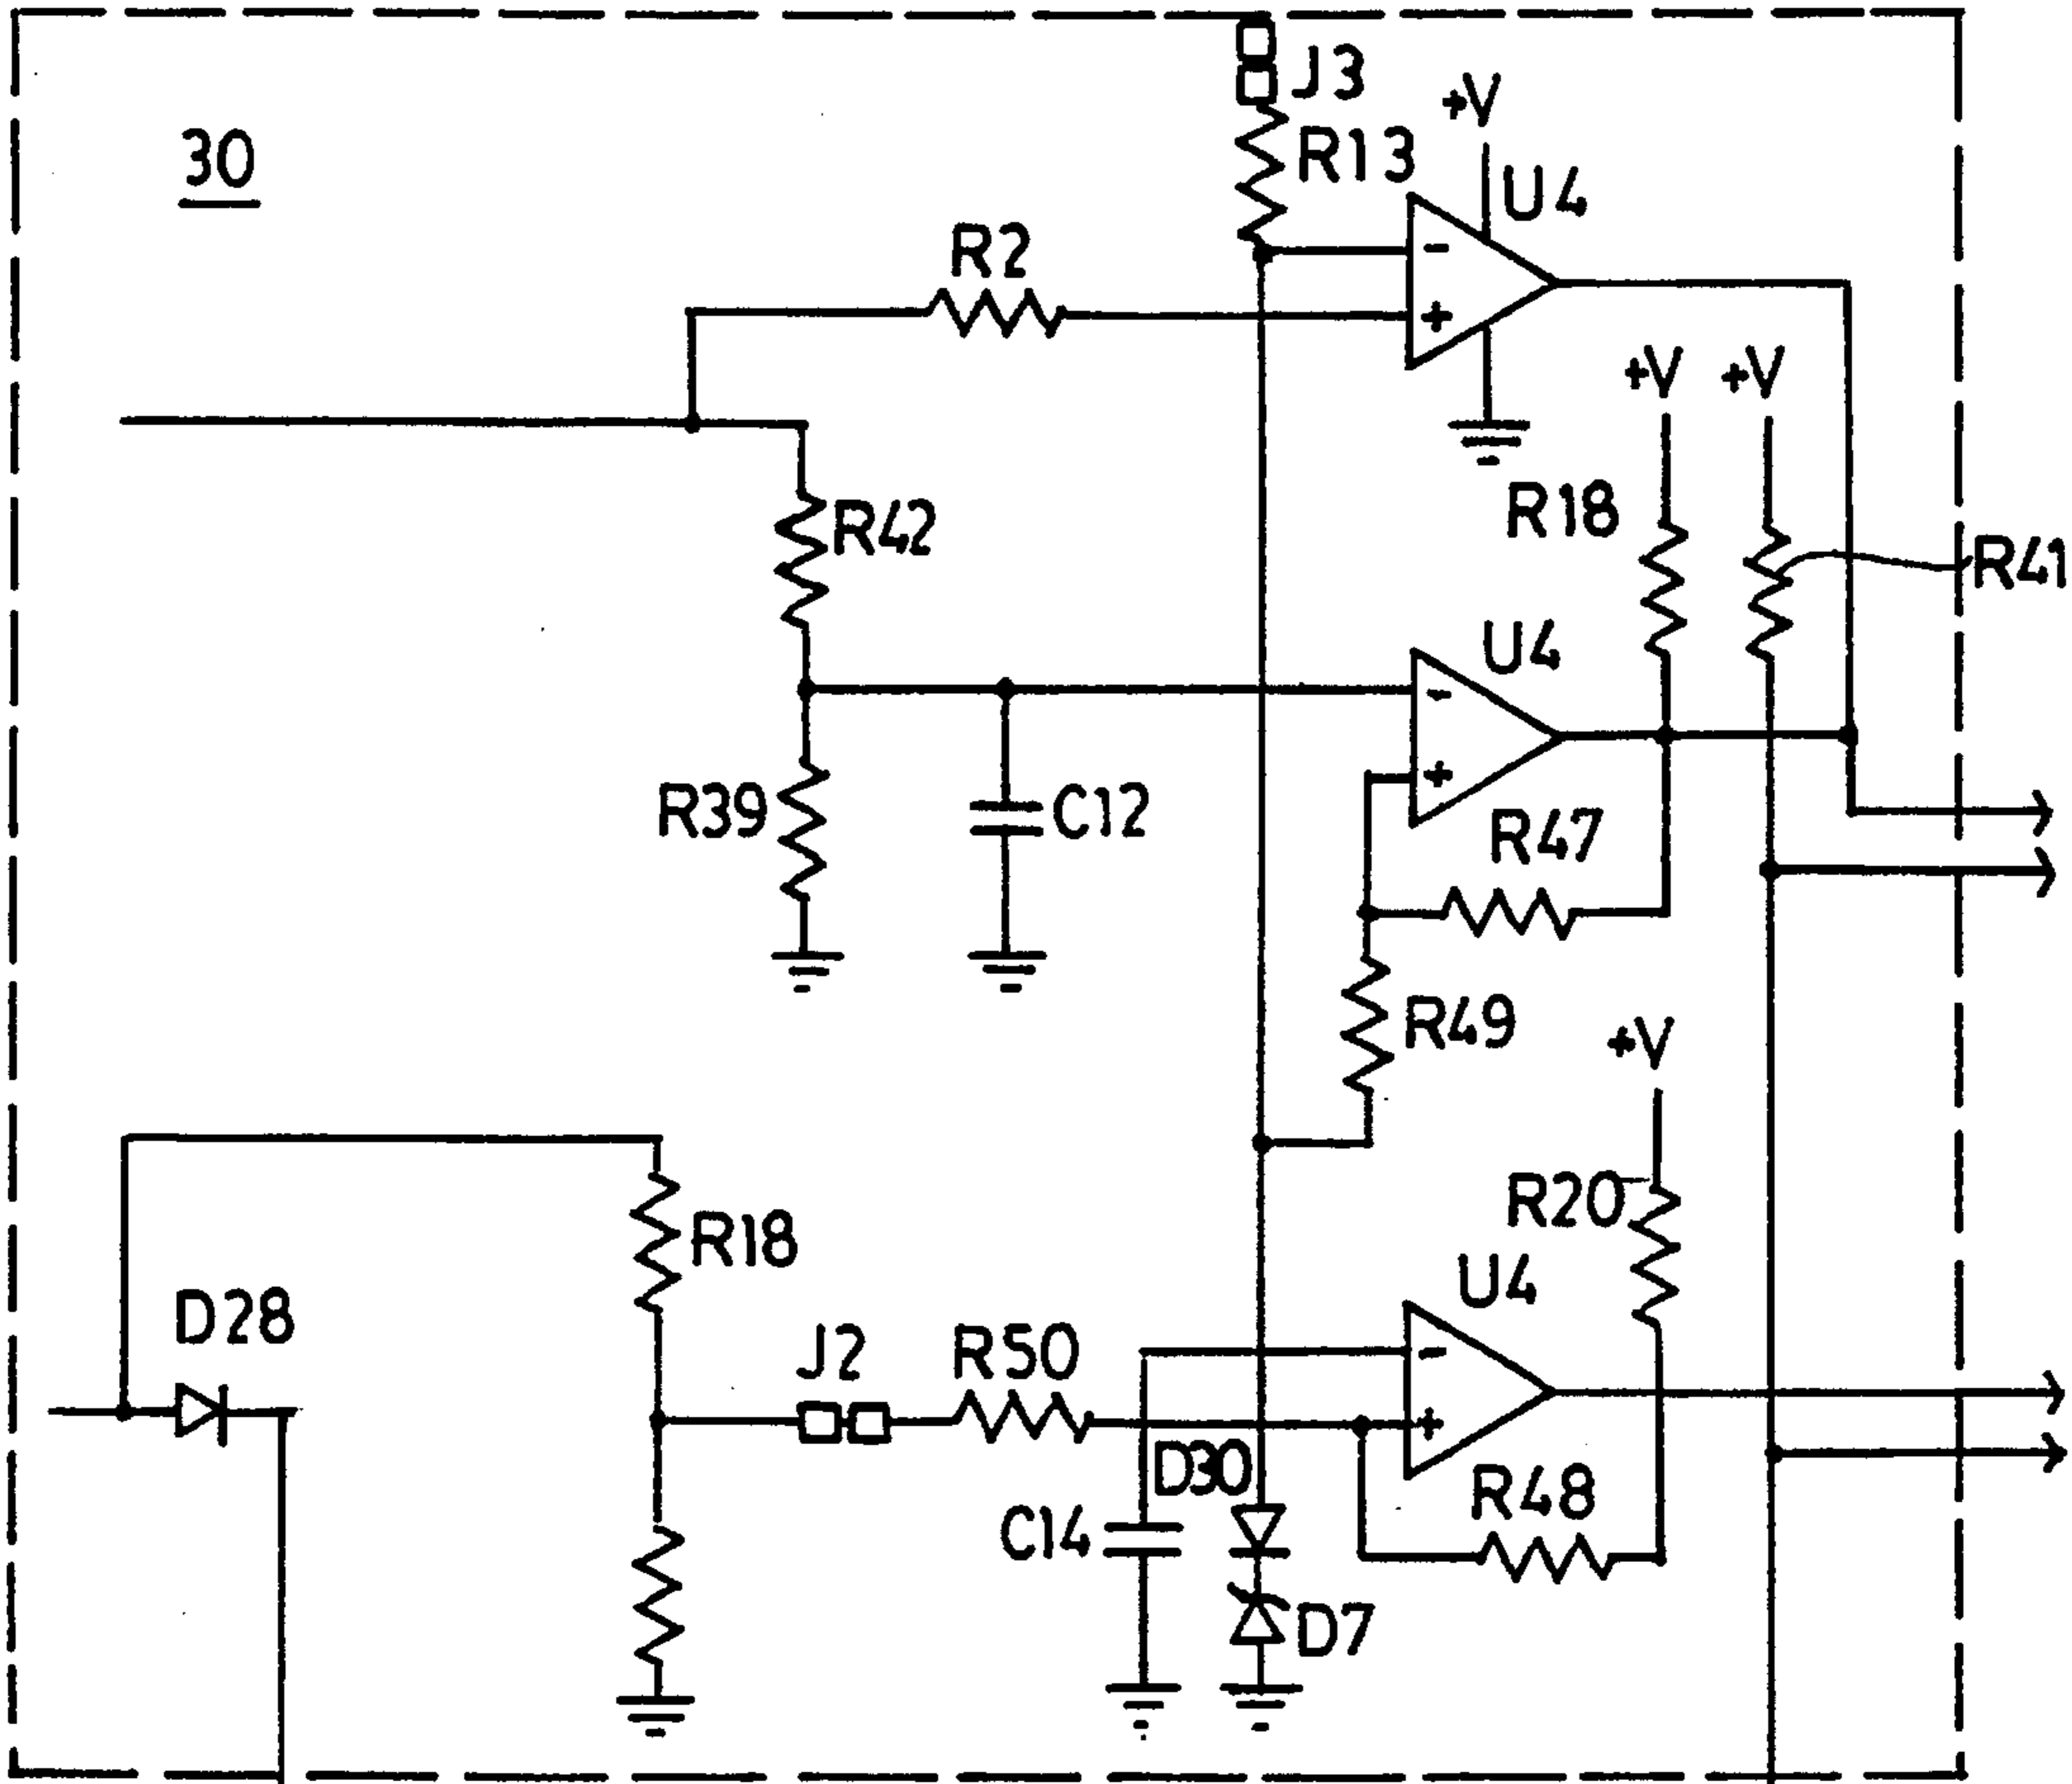 J3
+V
30
R13
U4
R2
-
+
+V
+V
R42
R18
R41
U4
-
+
R39
C12
R47
R49
+V
R20
R18
U4
D28
J2
R50
-
+
D30
R48
C14
D7